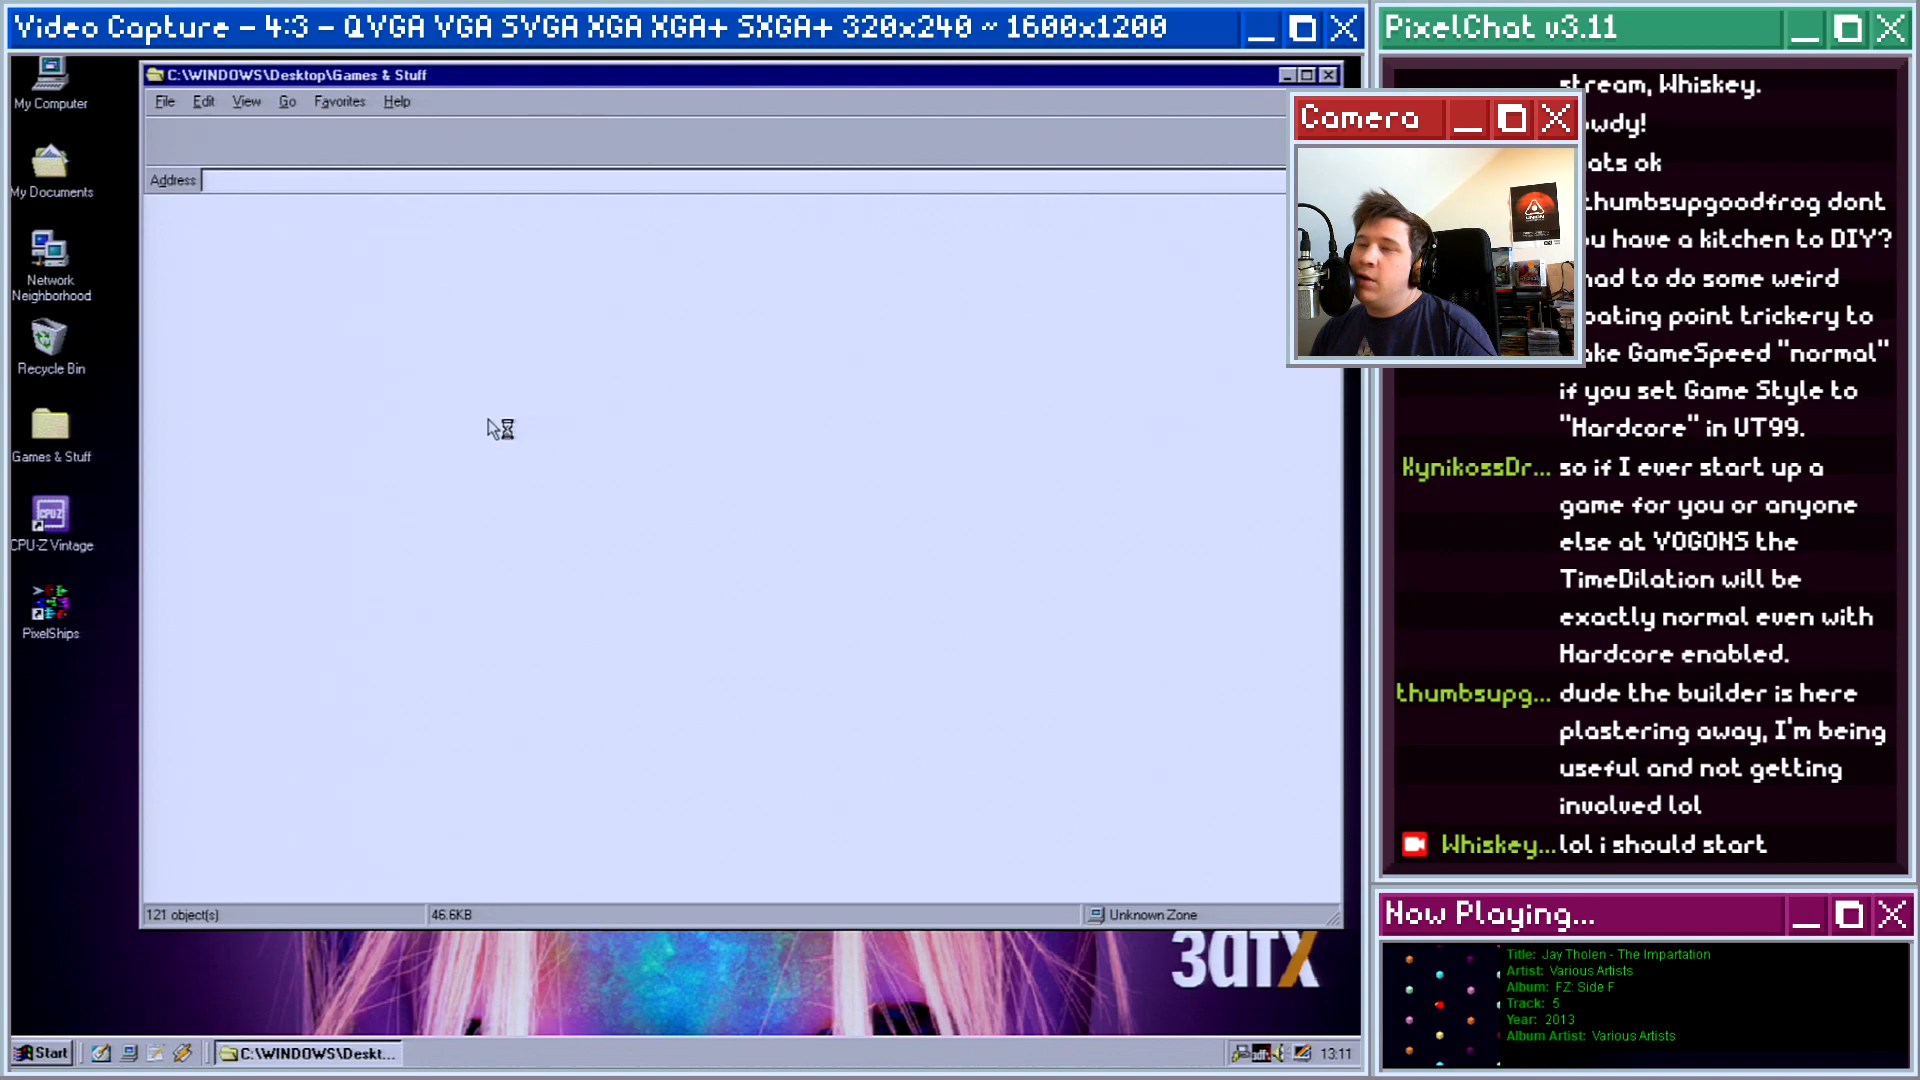 Video Capture - 4:3 - QVGA VGA SVGA XGA XGA+ SXGA+ 320x240 ~ 1600x1200
My Computer
My Documents
Network
Neighborhood
Recycle Bin
Games & Stuff
CPU-Z Vintage
PixelShips
C:\WINDOWS\Desktop\Games & Stuff
File Edit View Go Favorites Help
Address
121 object(s)
46.6KB
Unknown Zone
3dfx
Start
C:\WINDOWS\Deskt...
13:11
Camera
PixelChat v3.11
stream, Whiskey.
owdy!
ats ok
thumbsupgoodfrog dont
u have a kitchen to DIY?
had to do some weird
oating point trickery to
ake GameSpeed "normal"
if you set Game Style to
"Hardcore" in UT99.
KynikossDr... so if I ever start up a
game for you or anyone
else at VOGONS the
TimeDilation will be
exactly normal even with
Hardcore enabled.
thumbsupg... dude the builder is here
plastering away, I'm being
useful and not getting
involved lol
Whiskey... lol i should start
Now Playing...
Title: Jay Tholen - The Impartation
Artist: Various Artists
Album: FZ: Side F
Track: 5
Year: 2013
Album Artist: Various Artists